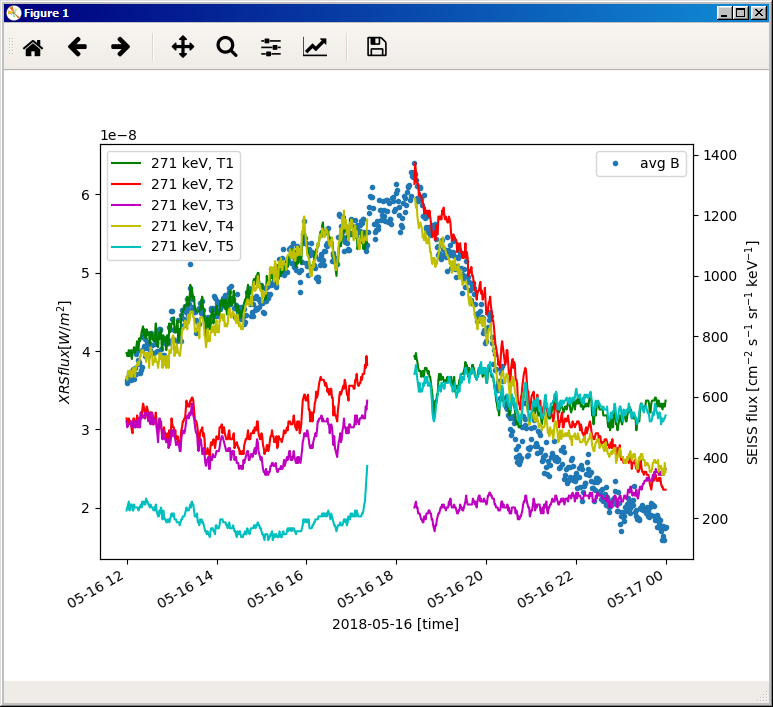 Figure 1
1e−8
271 keV, T1
271 keV, T2
271 keV, T3
271 keV, T4
271 keV, T5
avg B
6
5
4
3
2
XRSflux[W/m²]
1400
1200
1000
800
600
400
200
SEISS flux [cm⁻² s⁻¹ sr⁻¹ keV⁻¹]
05-16 12
05-16 14
05-16 16
05-16 18
05-16 20
05-16 22
05-17 00
2018-05-16 [time]